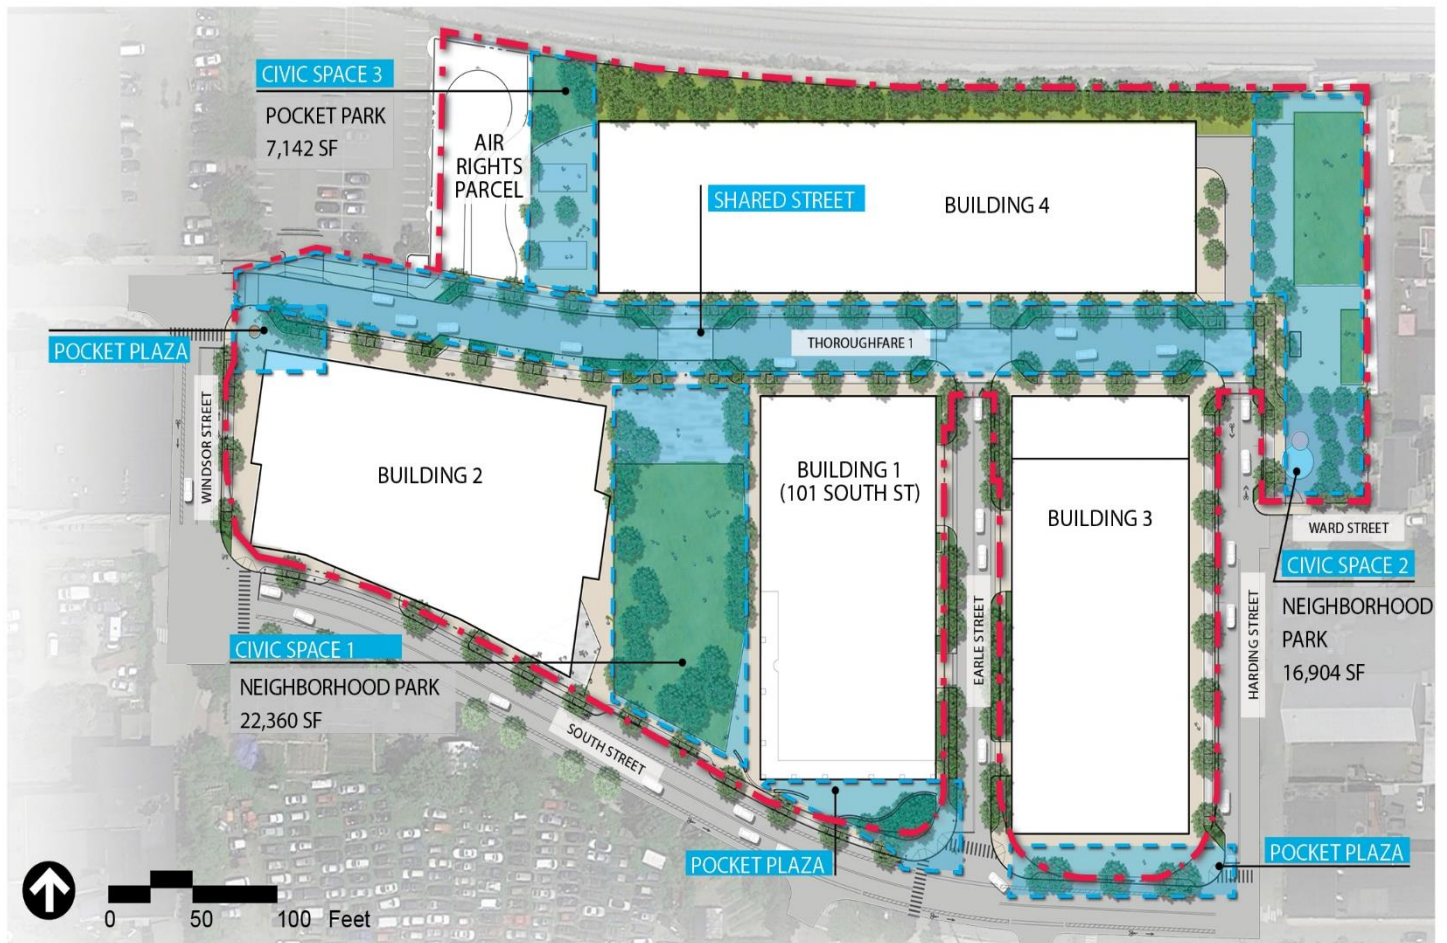 CIVIC SPACE 3
POCKET PARK
7,142 SF
AIR
RIGHTS
PARCEL
SHARED STREET
BUILDING 4
POCKET PLAZA
THOROUGHFARE 1
WINDSOR STREET
BUILDING 2
BUILDING 1
(101 SOUTH ST)
BUILDING 3
WARD STREET
CIVIC SPACE 2
NEIGHBORHOOD
PARK
16,904 SF
EARLE STREET
HARDING STREET
CIVIC SPACE 1
NEIGHBORHOOD PARK
22,360 SF
SOUTH STREET
POCKET PLAZA
POCKET PLAZA
0 50 100 Feet